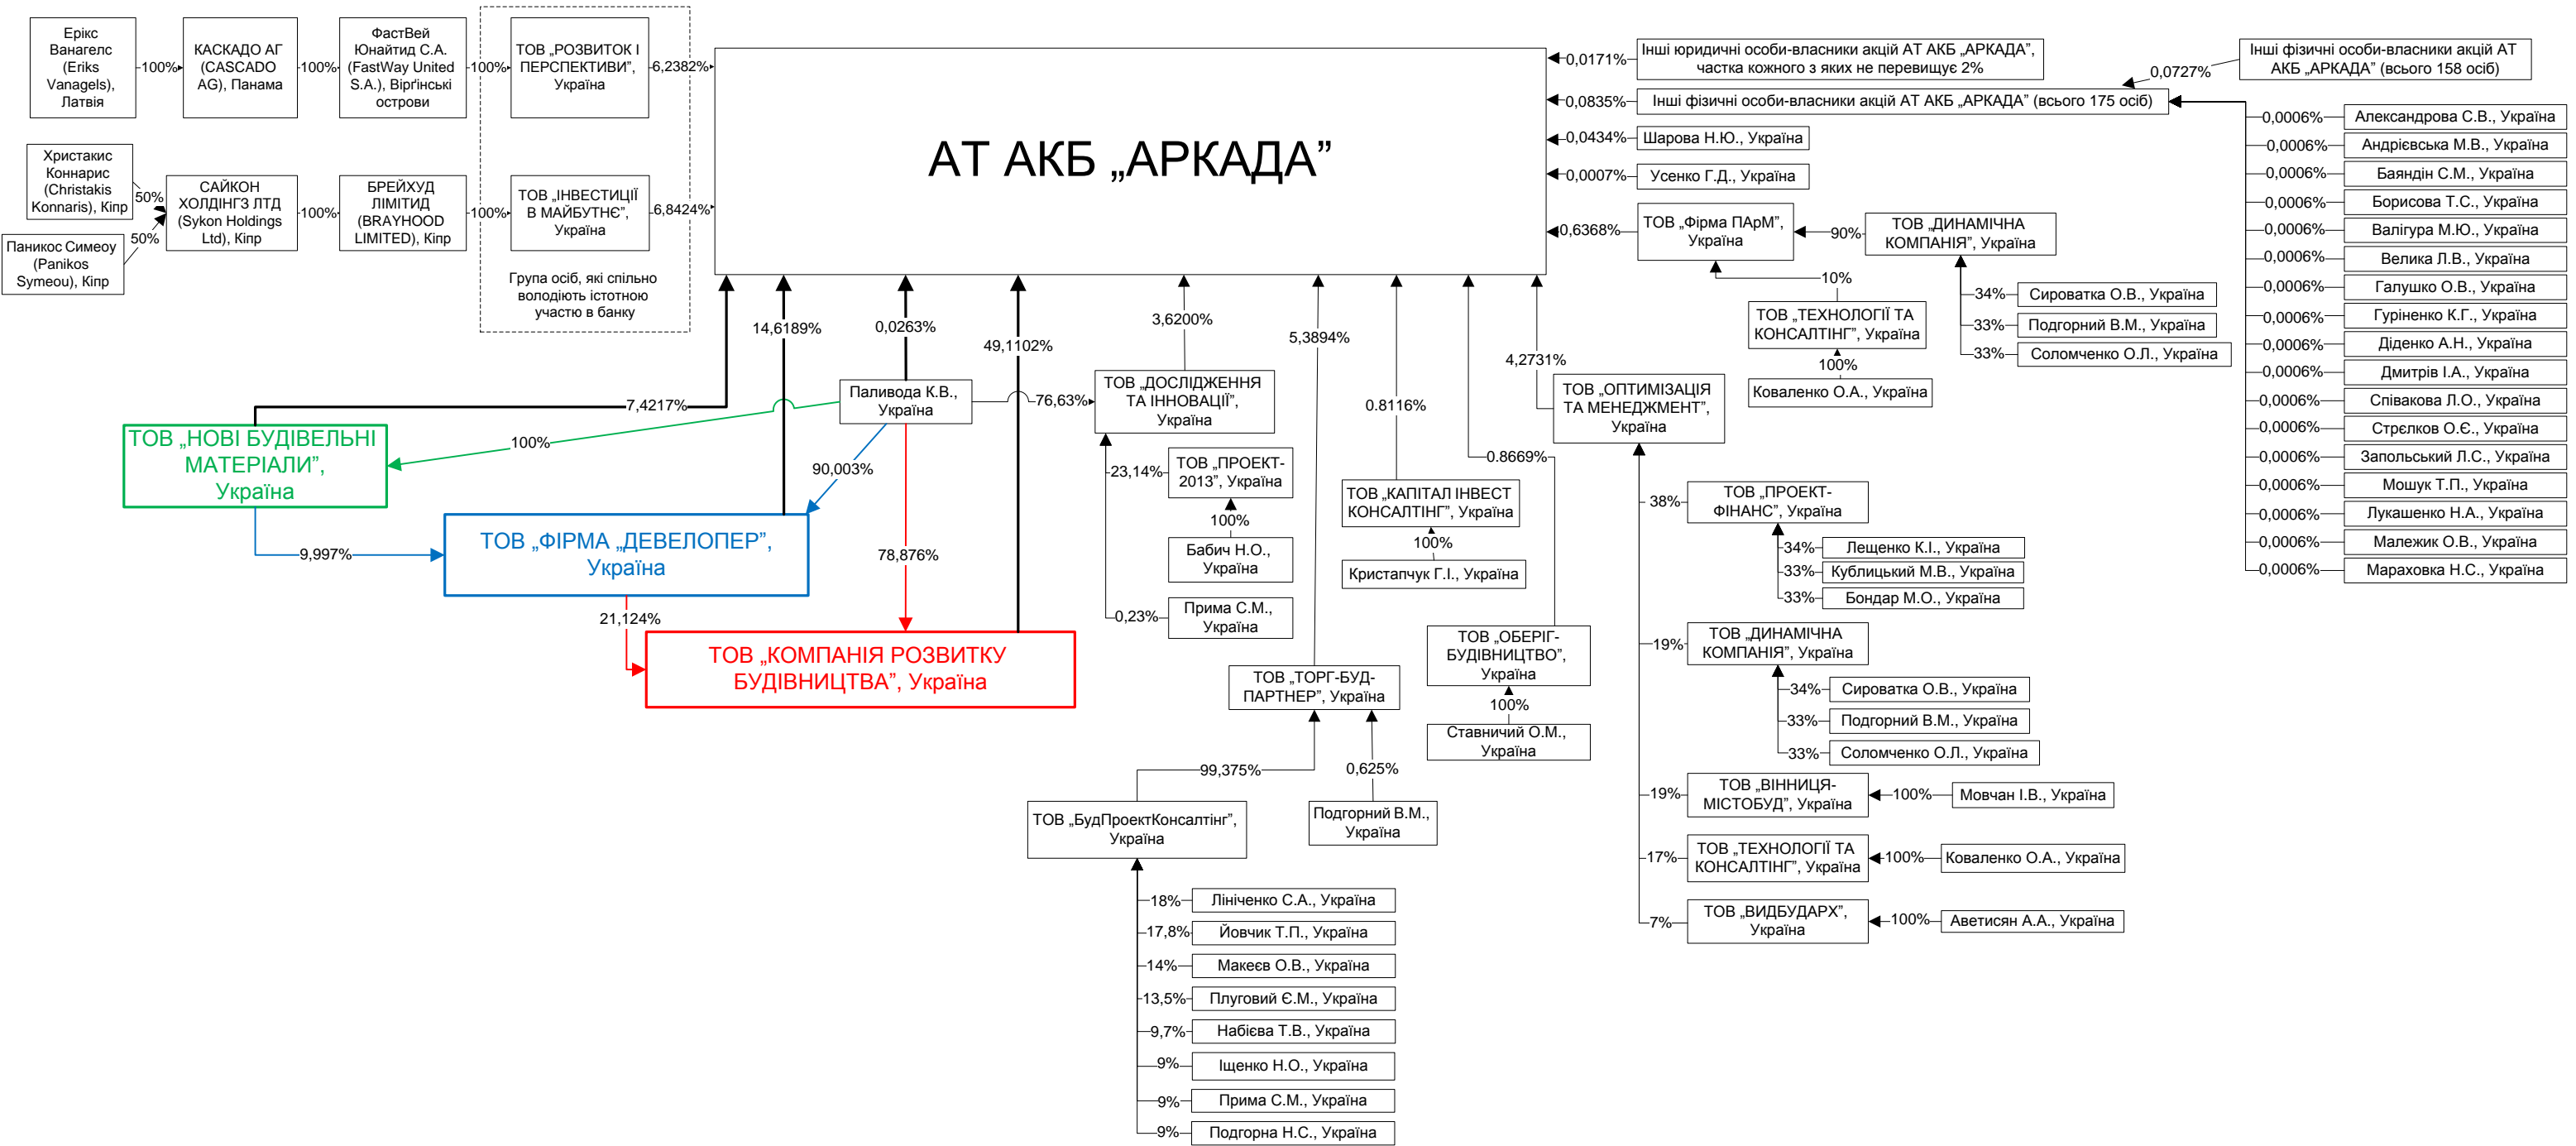 Ерікс
Ванагелс
(Eriks
Vanagels),
Латвія
100%
КАСКАДО АГ
(CASCADO
AG), Панама
100%
ФастВей
Юнайтид С.А.
(FastWay United
S.A.), Вірґінські
острови
100%
ТОВ „РОЗВИТОК І
ПЕРСПЕКТИВИ”,
Україна
6,2382%
Христакис
Коннарис
(Christakis
Konnaris), Кіпр
50%
Паникос Симеоу
(Panikos
Symeou), Кіпр
50%
САЙКОН
ХОЛДІНГЗ ЛТД
(Sykon Holdings
Ltd), Кіпр
100%
БРЕЙХУД
ЛІМІТИД
(BRAYHOOD
LIMITED), Кіпр
100%
ТОВ „ІНВЕСТИЦІЇ
В МАЙБУТНЄ”,
Україна
6,8424%
Група осіб, які спільно
володіють істотною
участю в банку
АТ АКБ „АРКАДА”
0,0171%
Інші юридичні особи-власники акцій АТ АКБ „АРКАДА”,
частка кожного з яких не перевищує 2%
0,0835%
Інші фізичні особи-власники акцій АТ АКБ „АРКАДА” (всього 175 осіб)
0,0727%
Інші фізичні особи-власники акцій АТ
АКБ „АРКАДА” (всього 158 осіб)
0,0434%
Шарова Н.Ю., Україна
0,0007%
Усенко Г.Д., Україна
0,6368%
ТОВ „Фірма ПАрМ”,
Україна
90%
ТОВ „ДИНАМІЧНА
КОМПАНІЯ”, Україна
34%
Сироватка О.В., Україна
33%
Подгорний В.М., Україна
33%
Соломченко О.Л., Україна
10%
ТОВ „ТЕХНОЛОГІЇ ТА
КОНСАЛТІНГ”, Україна
100%
Коваленко О.А., Україна
0,0006%
Александрова С.В., Україна
0,0006%
Андрієвська М.В., Україна
0,0006%
Баяндін С.М., Україна
0,0006%
Борисова Т.С., Україна
0,0006%
Валігура М.Ю., Україна
0,0006%
Велика Л.В., Україна
0,0006%
Галушко О.В., Україна
0,0006%
Гуріненко К.Г., Україна
0,0006%
Діденко А.Н., Україна
0,0006%
Дмитрів І.А., Україна
0,0006%
Співакова Л.О., Україна
0,0006%
Стрєлков О.Є., Україна
0,0006%
Запольський Л.С., Україна
0,0006%
Мошук Т.П., Україна
0,0006%
Лукашенко Н.А., Україна
0,0006%
Малежик О.В., Україна
0,0006%
Мараховка Н.С., Україна
7,4217%
14,6189%
0,0263%
49,1102%
3,6200%
5,3894%
0.8116%
0.8669%
4,2731%
Паливода К.В.,
Україна
100%
90,003%
78,876%
76,63%
ТОВ „НОВІ БУДІВЕЛЬНІ
МАТЕРІАЛИ”,
Україна
9,997%
ТОВ „ФІРМА „ДЕВЕЛОПЕР”,
Україна
21,124%
ТОВ „КОМПАНІЯ РОЗВИТКУ
БУДІВНИЦТВА”, Україна
ТОВ „ДОСЛІДЖЕННЯ
ТА ІННОВАЦІЇ”,
Україна
23,14%
ТОВ „ПРОЕКТ-
2013”, Україна
100%
Бабич Н.О.,
Україна
0,23%
Прима С.М.,
Україна
ТОВ „КАПІТАЛ ІНВЕСТ
КОНСАЛТІНГ”, Україна
100%
Кристапчук Г.І., Україна
ТОВ „ОБЕРІГ-
БУДІВНИЦТВО”,
Україна
100%
Ставничий О.М.,
Україна
ТОВ „ТОРГ-БУД-
ПАРТНЕР”, Україна
99,375%
0,625%
ТОВ „БудПроектКонсалтінг”,
Україна
Подгорний В.М.,
Україна
18%
Лініченко С.А., Україна
17,8%
Йовчик Т.П., Україна
14%
Макеєв О.В., Україна
13,5%
Плуговий Є.М., Україна
9,7%
Набієва Т.В., Україна
9%
Іщенко Н.О., Україна
9%
Прима С.М., Україна
9%
Подгорна Н.С., Україна
ТОВ „ОПТИМІЗАЦІЯ
ТА МЕНЕДЖМЕНТ”,
Україна
38%
ТОВ „ПРОЕКТ-
ФІНАНС”, Україна
34%
Лещенко К.І., Україна
33%
Кублицький М.В., Україна
33%
Бондар М.О., Україна
19%
ТОВ „ДИНАМІЧНА
КОМПАНІЯ”, Україна
34%
Сироватка О.В., Україна
33%
Подгорний В.М., Україна
33%
Соломченко О.Л., Україна
19%
ТОВ „ВІННИЦЯ-
МІСТОБУД”, Україна
100%
Мовчан І.В., Україна
17%
ТОВ „ТЕХНОЛОГІЇ ТА
КОНСАЛТІНГ”, Україна
100%
Коваленко О.А., Україна
7%
ТОВ „ВИДБУДАРХ”,
Україна
100%
Аветисян А.А., Україна